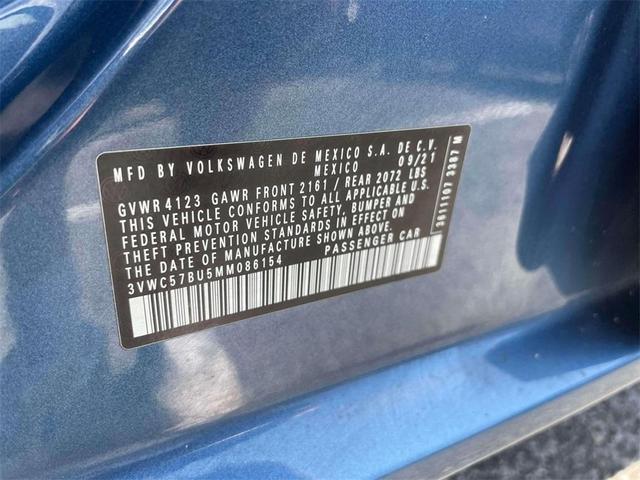 MFD BY VOLKSWAGEN DE MEXICO S.A. DE C.V.
MEXICO 09/21
GVWR 4123 GAWR FRONT 2161 / REAR 2072 LBS
THIS VEHICLE CONFORMS TO ALL APPLICABLE U.S.
FEDERAL MOTOR VEHICLE SAFETY, BUMPER AND
THEFT PREVENTION STANDARDS IN EFFECT ON
THE DATE OF MANUFACTURE SHOWN ABOVE.
3VWC57BU5MM086154 PASSENGER CAR